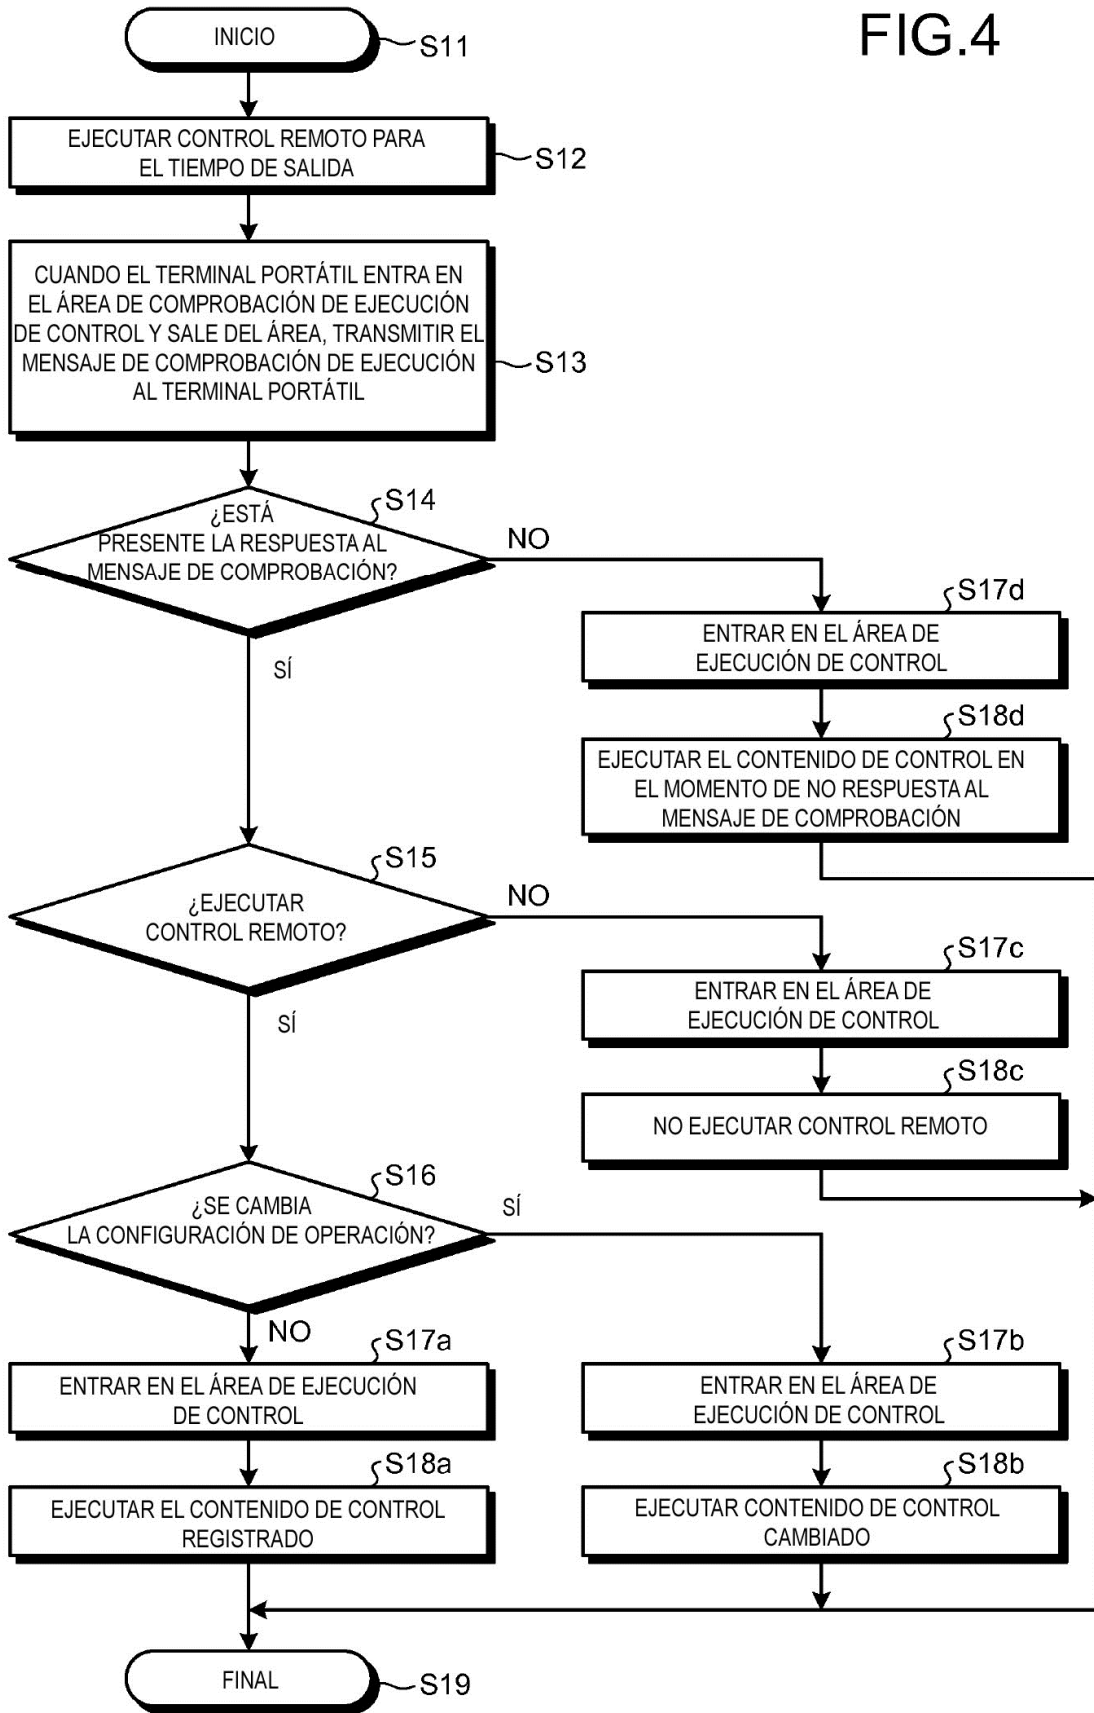 FIG.4
INICIO
S11
EJECUTAR CONTROL REMOTO PARA
EL TIEMPO DE SALIDA
S12
CUANDO EL TERMINAL PORTÁTIL ENTRA EN
EL ÁREA DE COMPROBACIÓN DE EJECUCIÓN
DE CONTROL Y SALE DEL ÁREA, TRANSMITIR EL
MENSAJE DE COMPROBACIÓN DE EJECUCIÓN
AL TERMINAL PORTÁTIL
S13
S14
¿ESTÁ
PRESENTE LA RESPUESTA AL
MENSAJE DE COMPROBACIÓN?
NO
SÍ
S17d
ENTRAR EN EL ÁREA DE
EJECUCIÓN DE CONTROL
S18d
EJECUTAR EL CONTENIDO DE CONTROL EN
EL MOMENTO DE NO RESPUESTA AL
MENSAJE DE COMPROBACIÓN
S15
¿EJECUTAR
CONTROL REMOTO?
NO
SÍ
S17c
ENTRAR EN EL ÁREA DE
EJECUCIÓN DE CONTROL
S18c
NO EJECUTAR CONTROL REMOTO
S16
¿SE CAMBIA
LA CONFIGURACIÓN DE OPERACIÓN?
SÍ
NO
S17a
ENTRAR EN EL ÁREA DE EJECUCIÓN
DE CONTROL
S17b
ENTRAR EN EL ÁREA DE
EJECUCIÓN DE CONTROL
S18a
EJECUTAR EL CONTENIDO DE CONTROL
REGISTRADO
S18b
EJECUTAR CONTENIDO DE CONTROL
CAMBIADO
FINAL
S19